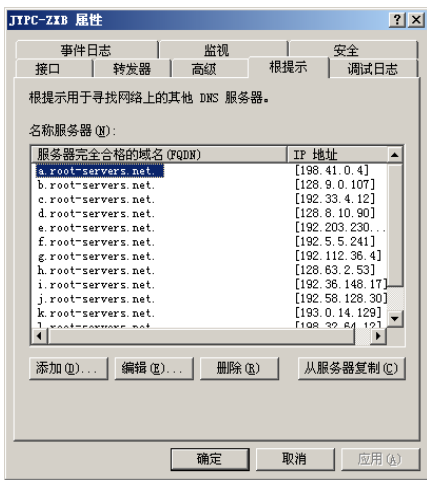 JYPC-ZXB 属性
事件日志 监视 安全
接口 转发器 高级 根提示 调试日志
根提示用于寻找网络上的其他 DNS 服务器。
名称服务器(N):
服务器完全合格的域名(FQDN) IP 地址
a.root-servers.net. [198.41.0.4]
b.root-servers.net. [128.9.0.107]
c.root-servers.net. [192.33.4.12]
d.root-servers.net. [128.8.10.90]
e.root-servers.net. [192.203.230...
f.root-servers.net. [192.5.5.241]
g.root-servers.net. [192.112.36.4]
h.root-servers.net. [128.63.2.53]
i.root-servers.net. [192.36.148.17]
j.root-servers.net. [192.58.128.30]
k.root-servers.net. [193.0.14.129]
l.root-servers.net. [198.32.64.12]
添加(D)... 编辑(E)... 删除(R) 从服务器复制(C)
确定 取消 应用(A)